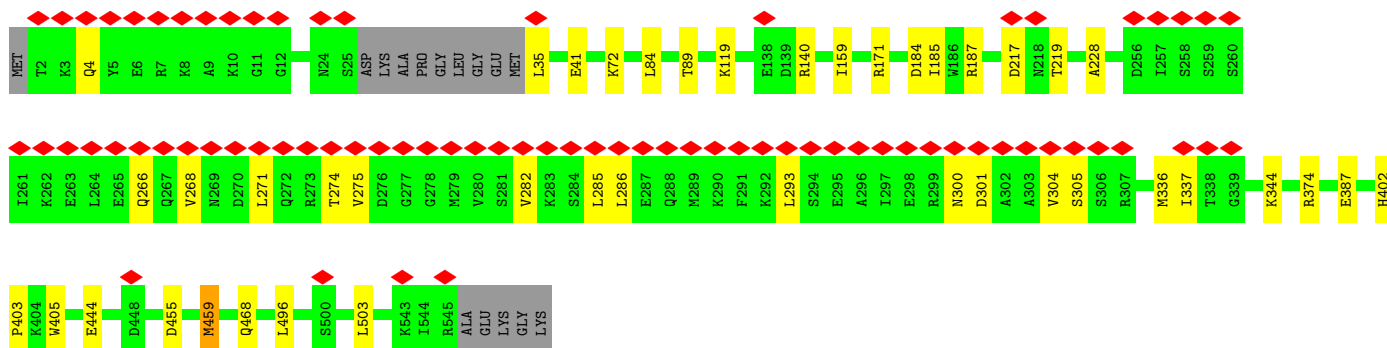 MET T2 K3 Q4 Y5 E6 R7 K8 A9 K10 G11 G12 N24 S25 ASP LYS ALA PRO GLY LEU GLY GLU MET L35 E41 K72 L84 T89 K119 E138 D139 R140 I159 R171 D184 I185 W186 R187 D217 N218 T219 A228 D256 I257 S258 S259 S260
I261 K262 E263 L264 E265 Q266 Q267 V268 N269 D270 L271 Q272 R273 T274 V275 D276 G277 G278 M279 V280 S281 V282 K283 S284 L285 L286 E287 Q288 M289 K290 F291 K292 L293 S294 E295 A296 I297 E298 R299 N300 D301 A302 A303 V304 S305 S306 R307 M336 I337 T338 G339 K344 R374 E387 H402
P403 K404 W405 E444 D448 D455 M459 Q468 L496 S500 L503 K543 I544 R545 ALA GLU LYS GLY LYS